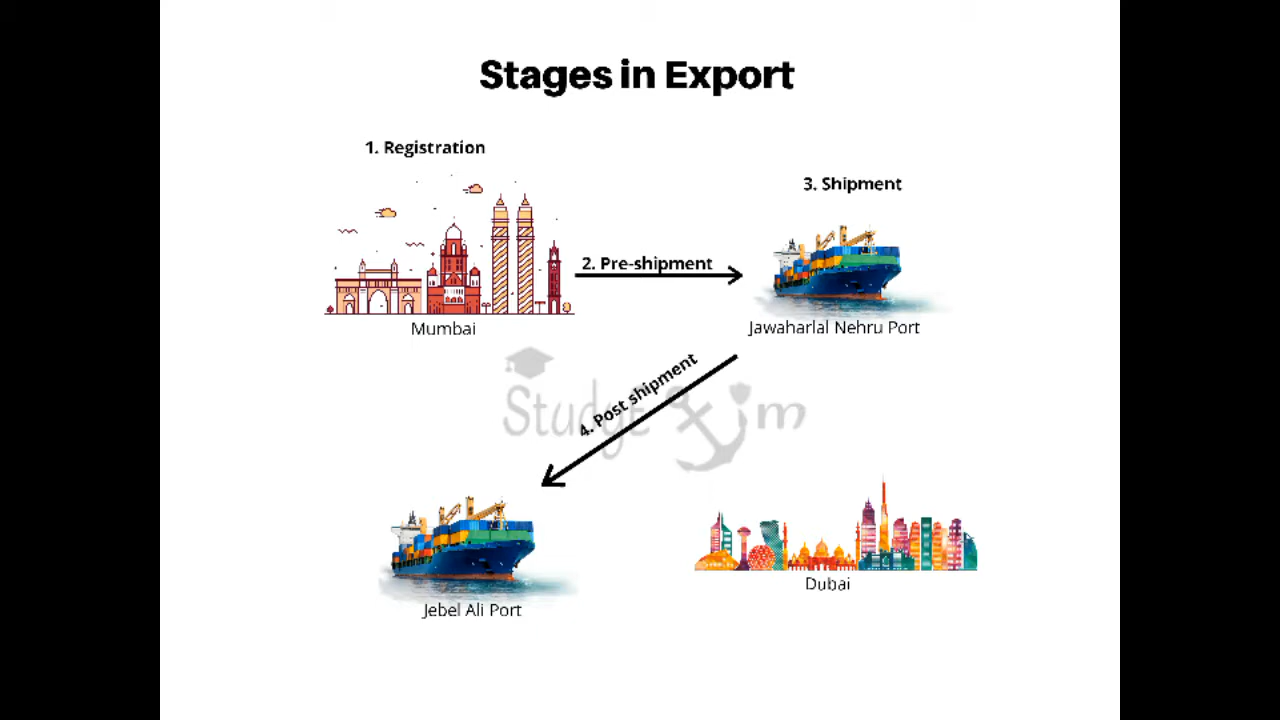 Stages in Export
1. Registration
3. Shipment
2. Pre-shipment
Mumbai
Jawaharlal Nehru Port
4. Post shipment
StudyExim
Jebel Ali Port
Dubai